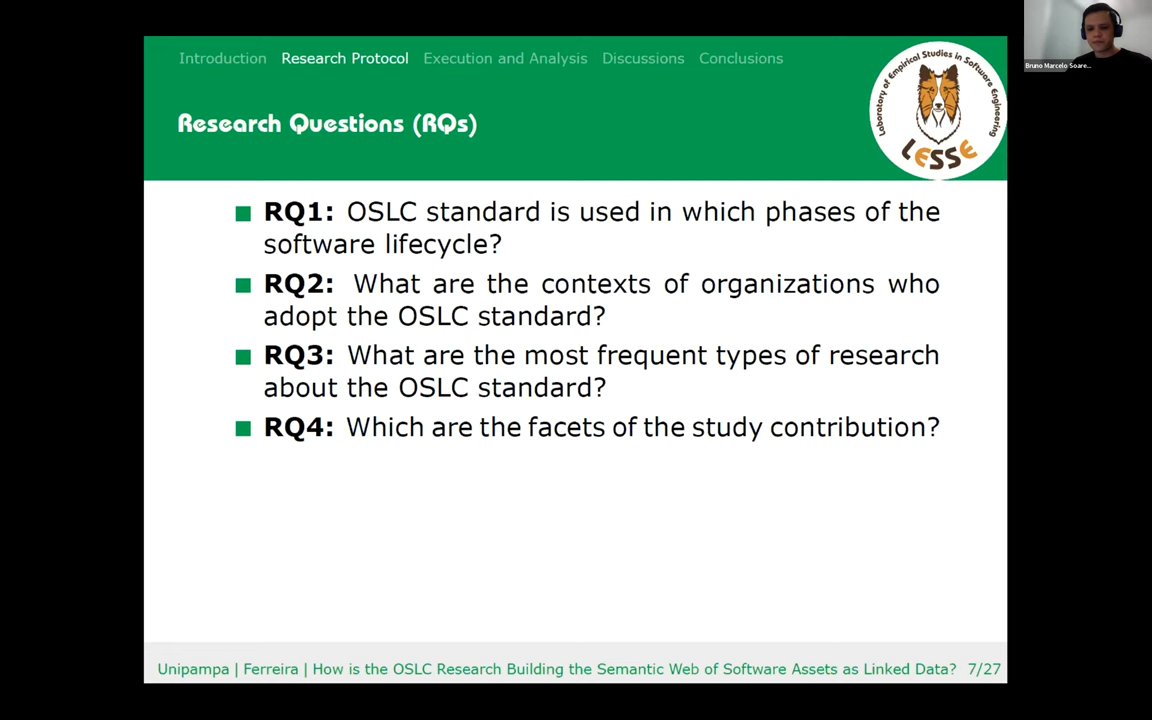 Introduction Research Protocol Execution and Analysis Discussions Conclusions
Research Questions (RQs)
Laboratory of Empirical Studies in Software Engineering
LESSE
Bruno Marcelo Soare...
RQ1: OSLC standard is used in which phases of the
software lifecycle?
RQ2: What are the contexts of organizations who
adopt the OSLC standard?
RQ3: What are the most frequent types of research
about the OSLC standard?
RQ4: Which are the facets of the study contribution?
Unipampa | Ferreira | How is the OSLC Research Building the Semantic Web of Software Assets as Linked Data? 7/27